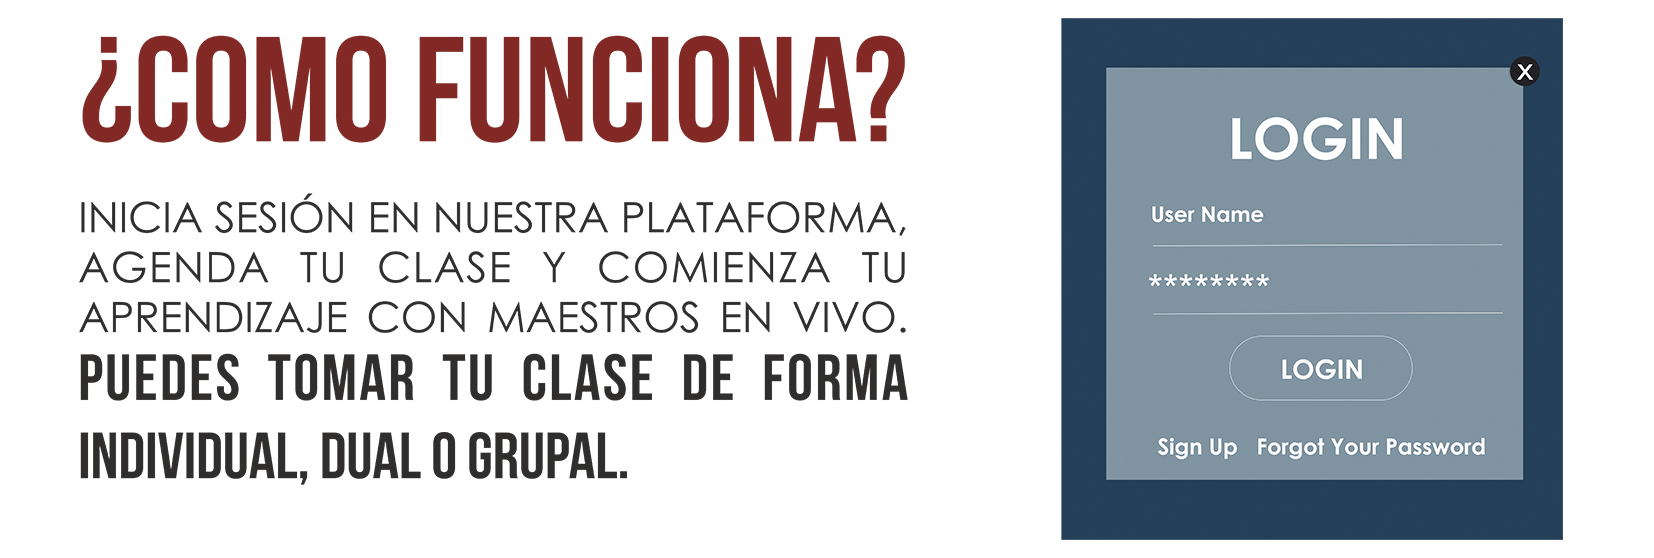 ¿COMO FUNCIONA?
INICIA SESIÓN EN NUESTRA PLATAFORMA,
AGENDA TU CLASE Y COMIENZA TU
APRENDIZAJE CON MAESTROS EN VIVO.
PUEDES TOMAR TU CLASE DE FORMA
INDIVIDUAL, DUAL O GRUPAL.
X
LOGIN
User Name
********
LOGIN
Sign Up Forgot Your Password